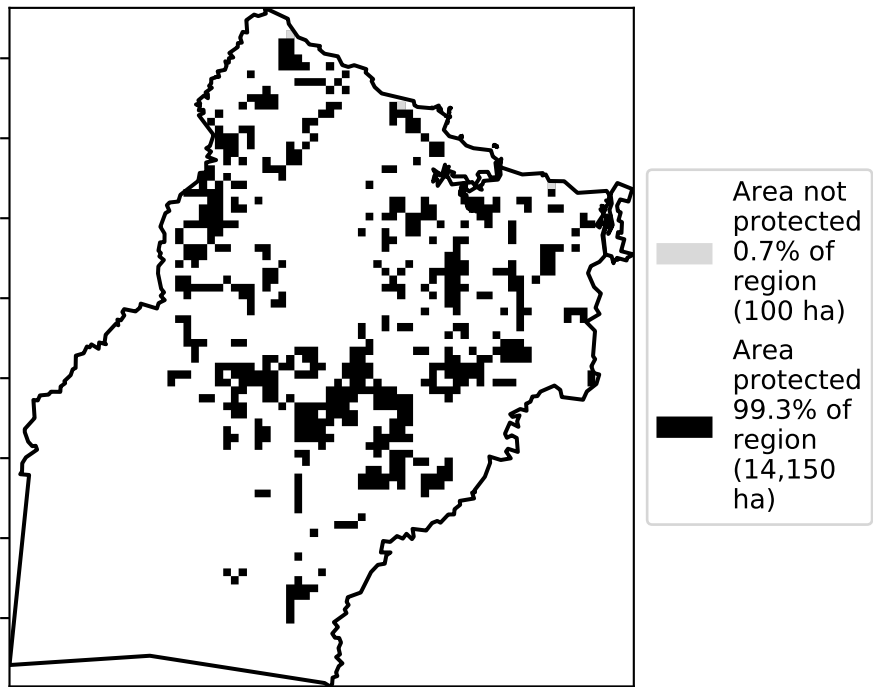 Area not
protected
0.7% of
region
(100 ha)
Area
protected
99.3% of
region
(14,150
ha)